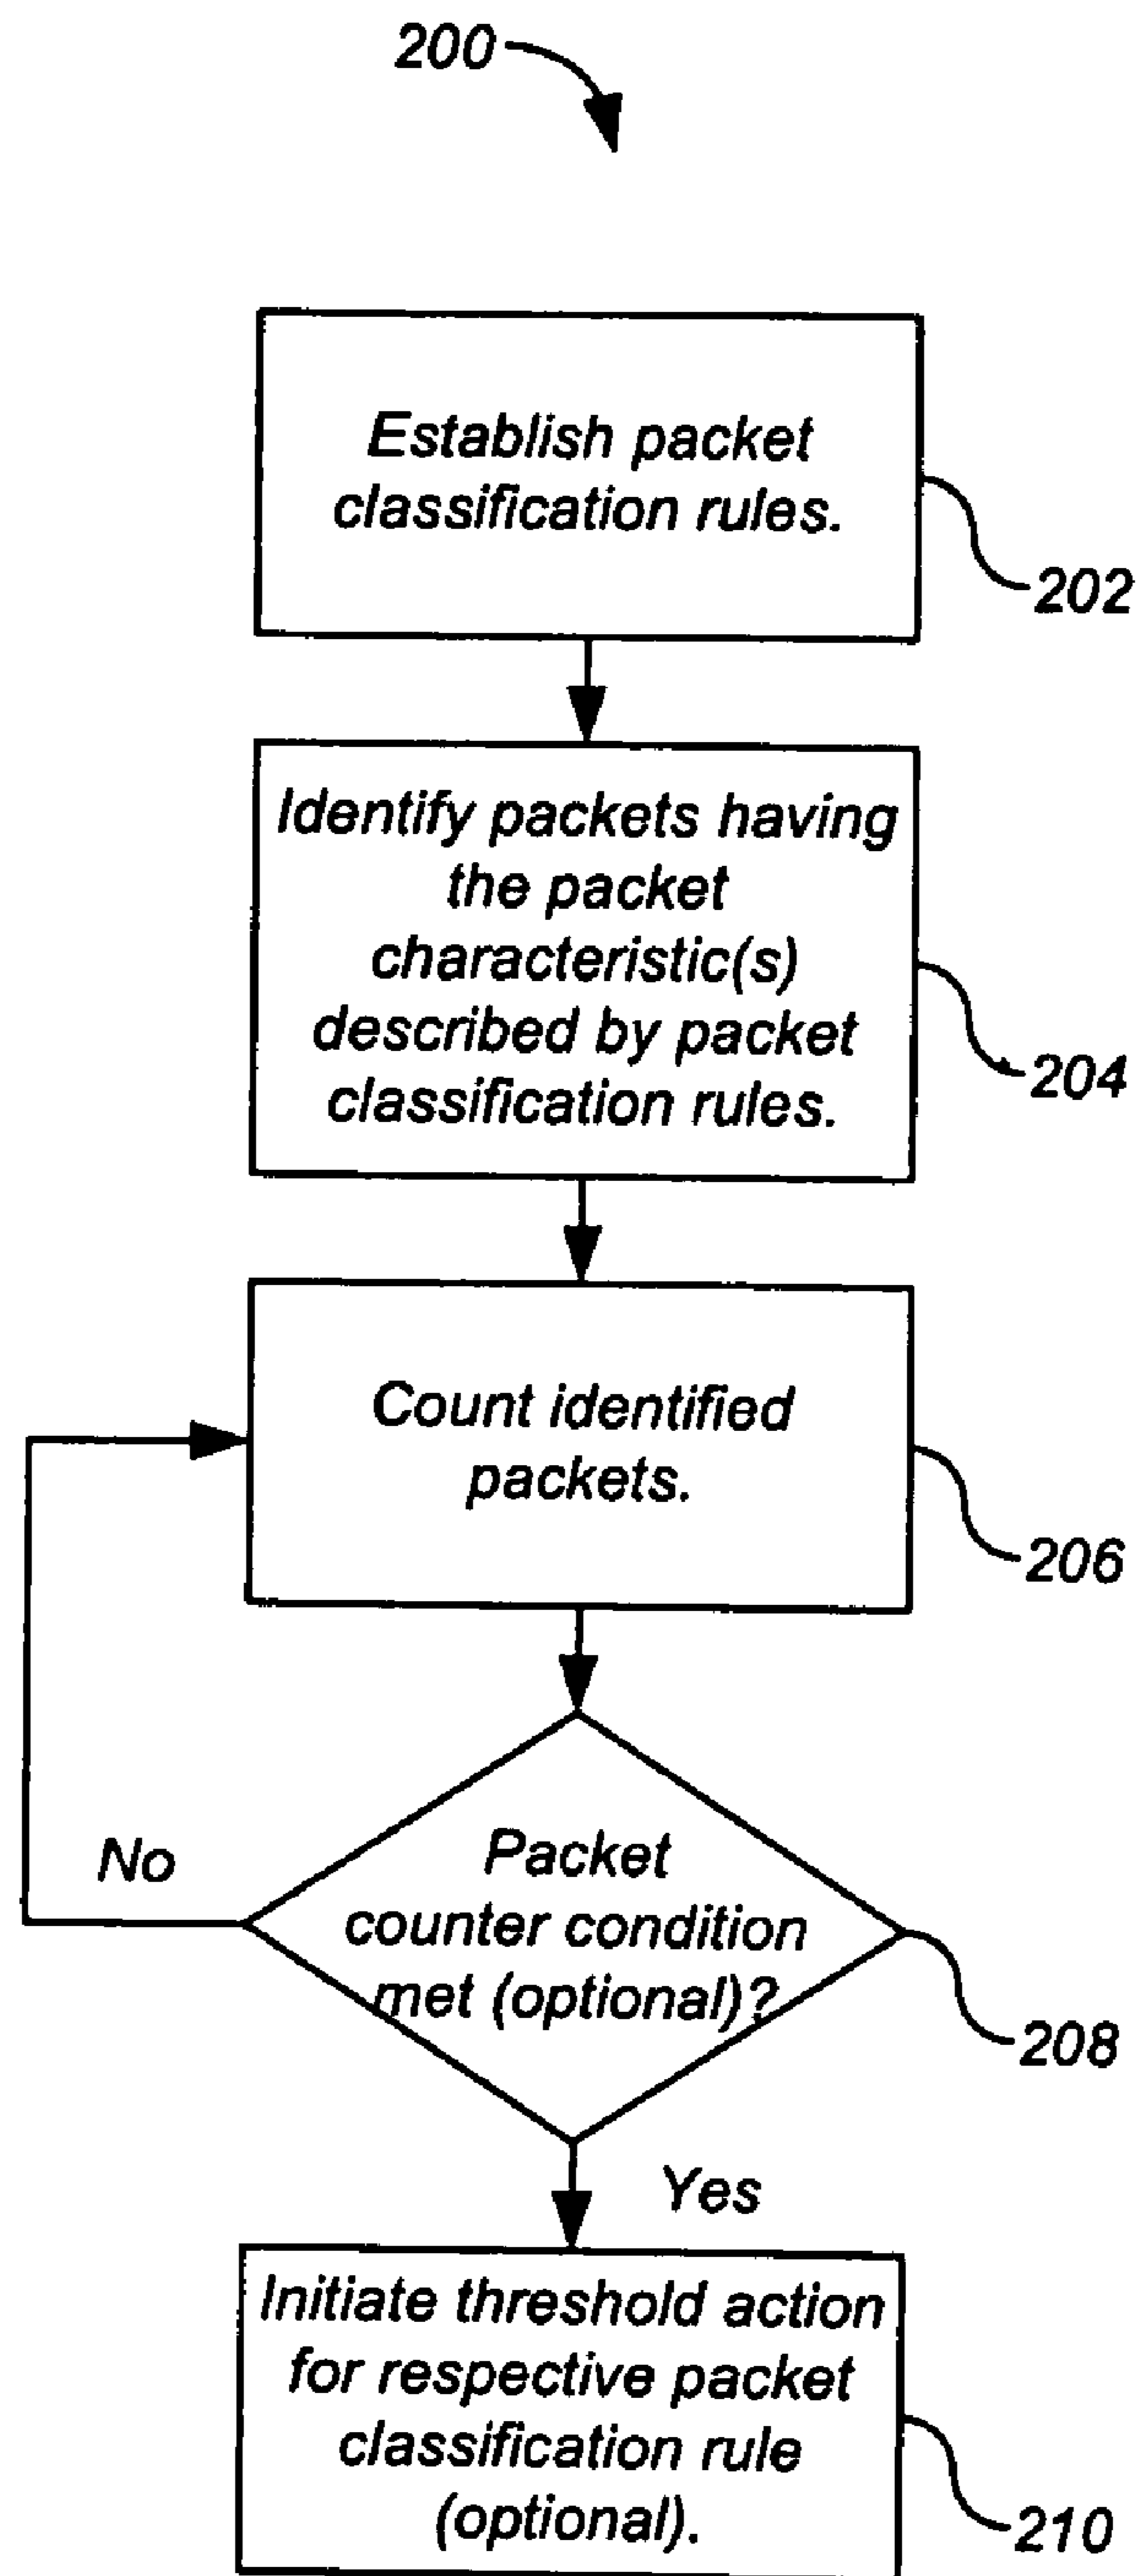 200
Establish packet
classification rules.
202
Identify packets having
the packet
characteristic(s)
described by packet
classification rules.
204
Count identified
packets.
206
No
Packet
counter condition
met (optional)?
208
Yes
Initiate threshold action
for respective packet
classification rule
(optional).
210